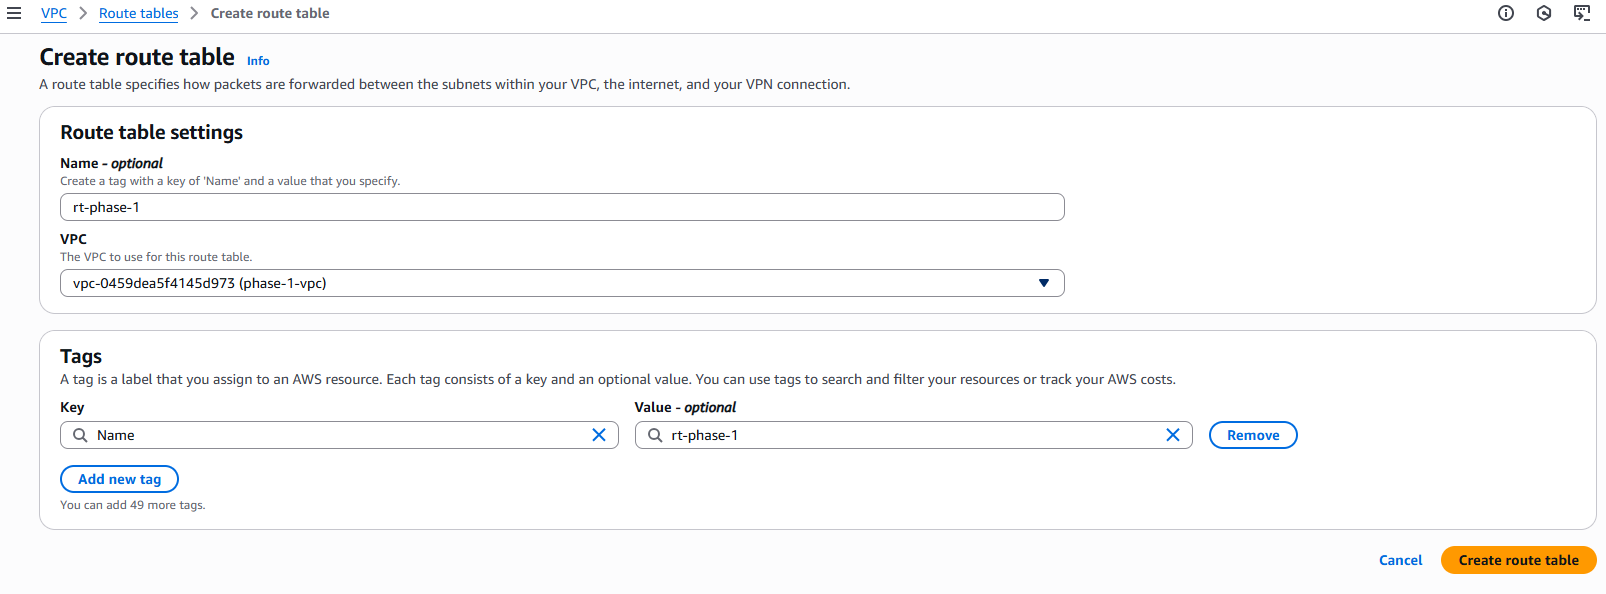 VPC > Route tables > Create route table
Create route table Info
A route table specifies how packets are forwarded between the subnets within your VPC, the internet, and your VPN connection.
Route table settings
Name - optional
Create a tag with a key of 'Name' and a value that you specify.
rt-phase-1
VPC
The VPC to use for this route table.
vpc-0459dea5f4145d973 (phase-1-vpc)
Tags
A tag is a label that you assign to an AWS resource. Each tag consists of a key and an optional value. You can use tags to search and filter your resources or track your AWS costs.
Key Value - optional
Name rt-phase-1 Remove
Add new tag
You can add 49 more tags.
Cancel Create route table